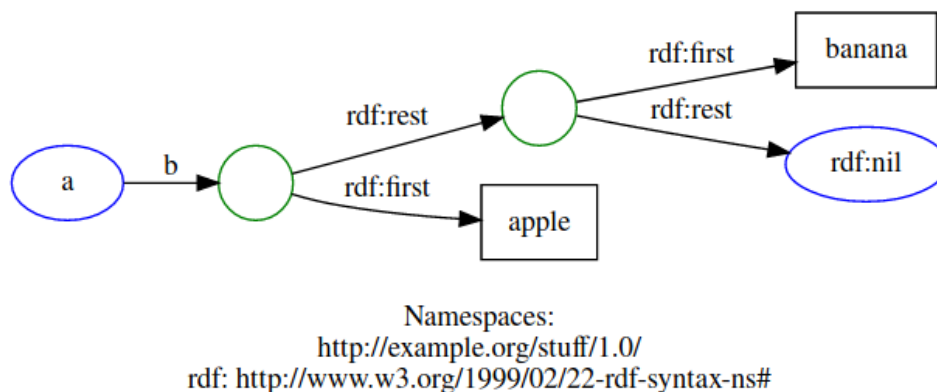 rdf:first
banana
rdf:rest
rdf:rest
a
b
rdf:nil
rdf:first
apple
Namespaces:
http://example.org/stuff/1.0/
rdf: http://www.w3.org/1999/02/22-rdf-syntax-ns#